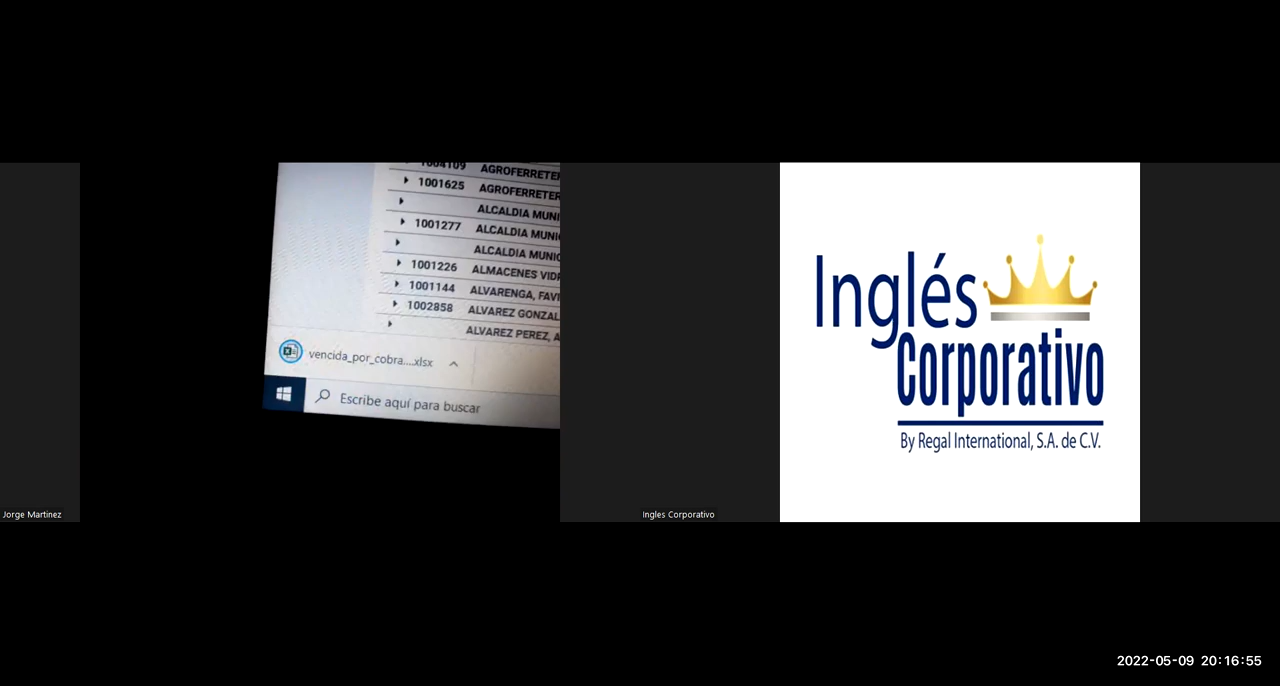 1004109 AGROFERRETER
1001625 AGROFERRETER
ALCALDIA MUNI
1001277 ALCALDIA MUNI
ALCALDIA MUNIC
1001226 ALMACENES VIDR
1001144 ALVARENGA, FAVI
1002858 ALVAREZ GONZAL
ALVAREZ PEREZ, A
vencida_por_cobra....xlsx
Escribe aquí para buscar
Jorge Martinez
Inglés
Corporativo
By Regal International, S.A. de C.V.
Ingles Corporativo
2022-05-09 20:16:55